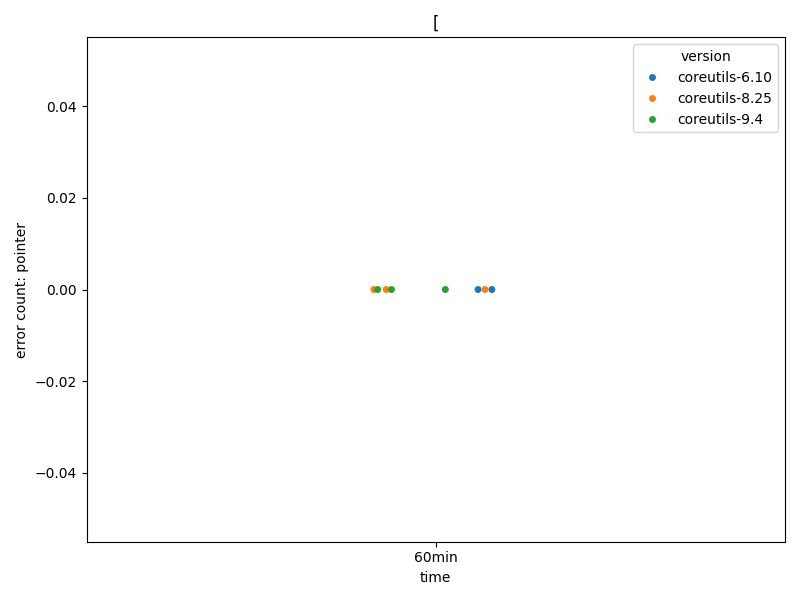 [
version
coreutils-6.10
coreutils-8.25
coreutils-9.4
error count: pointer
0.04
0.02
0.00
−0.02
−0.04
60min
time